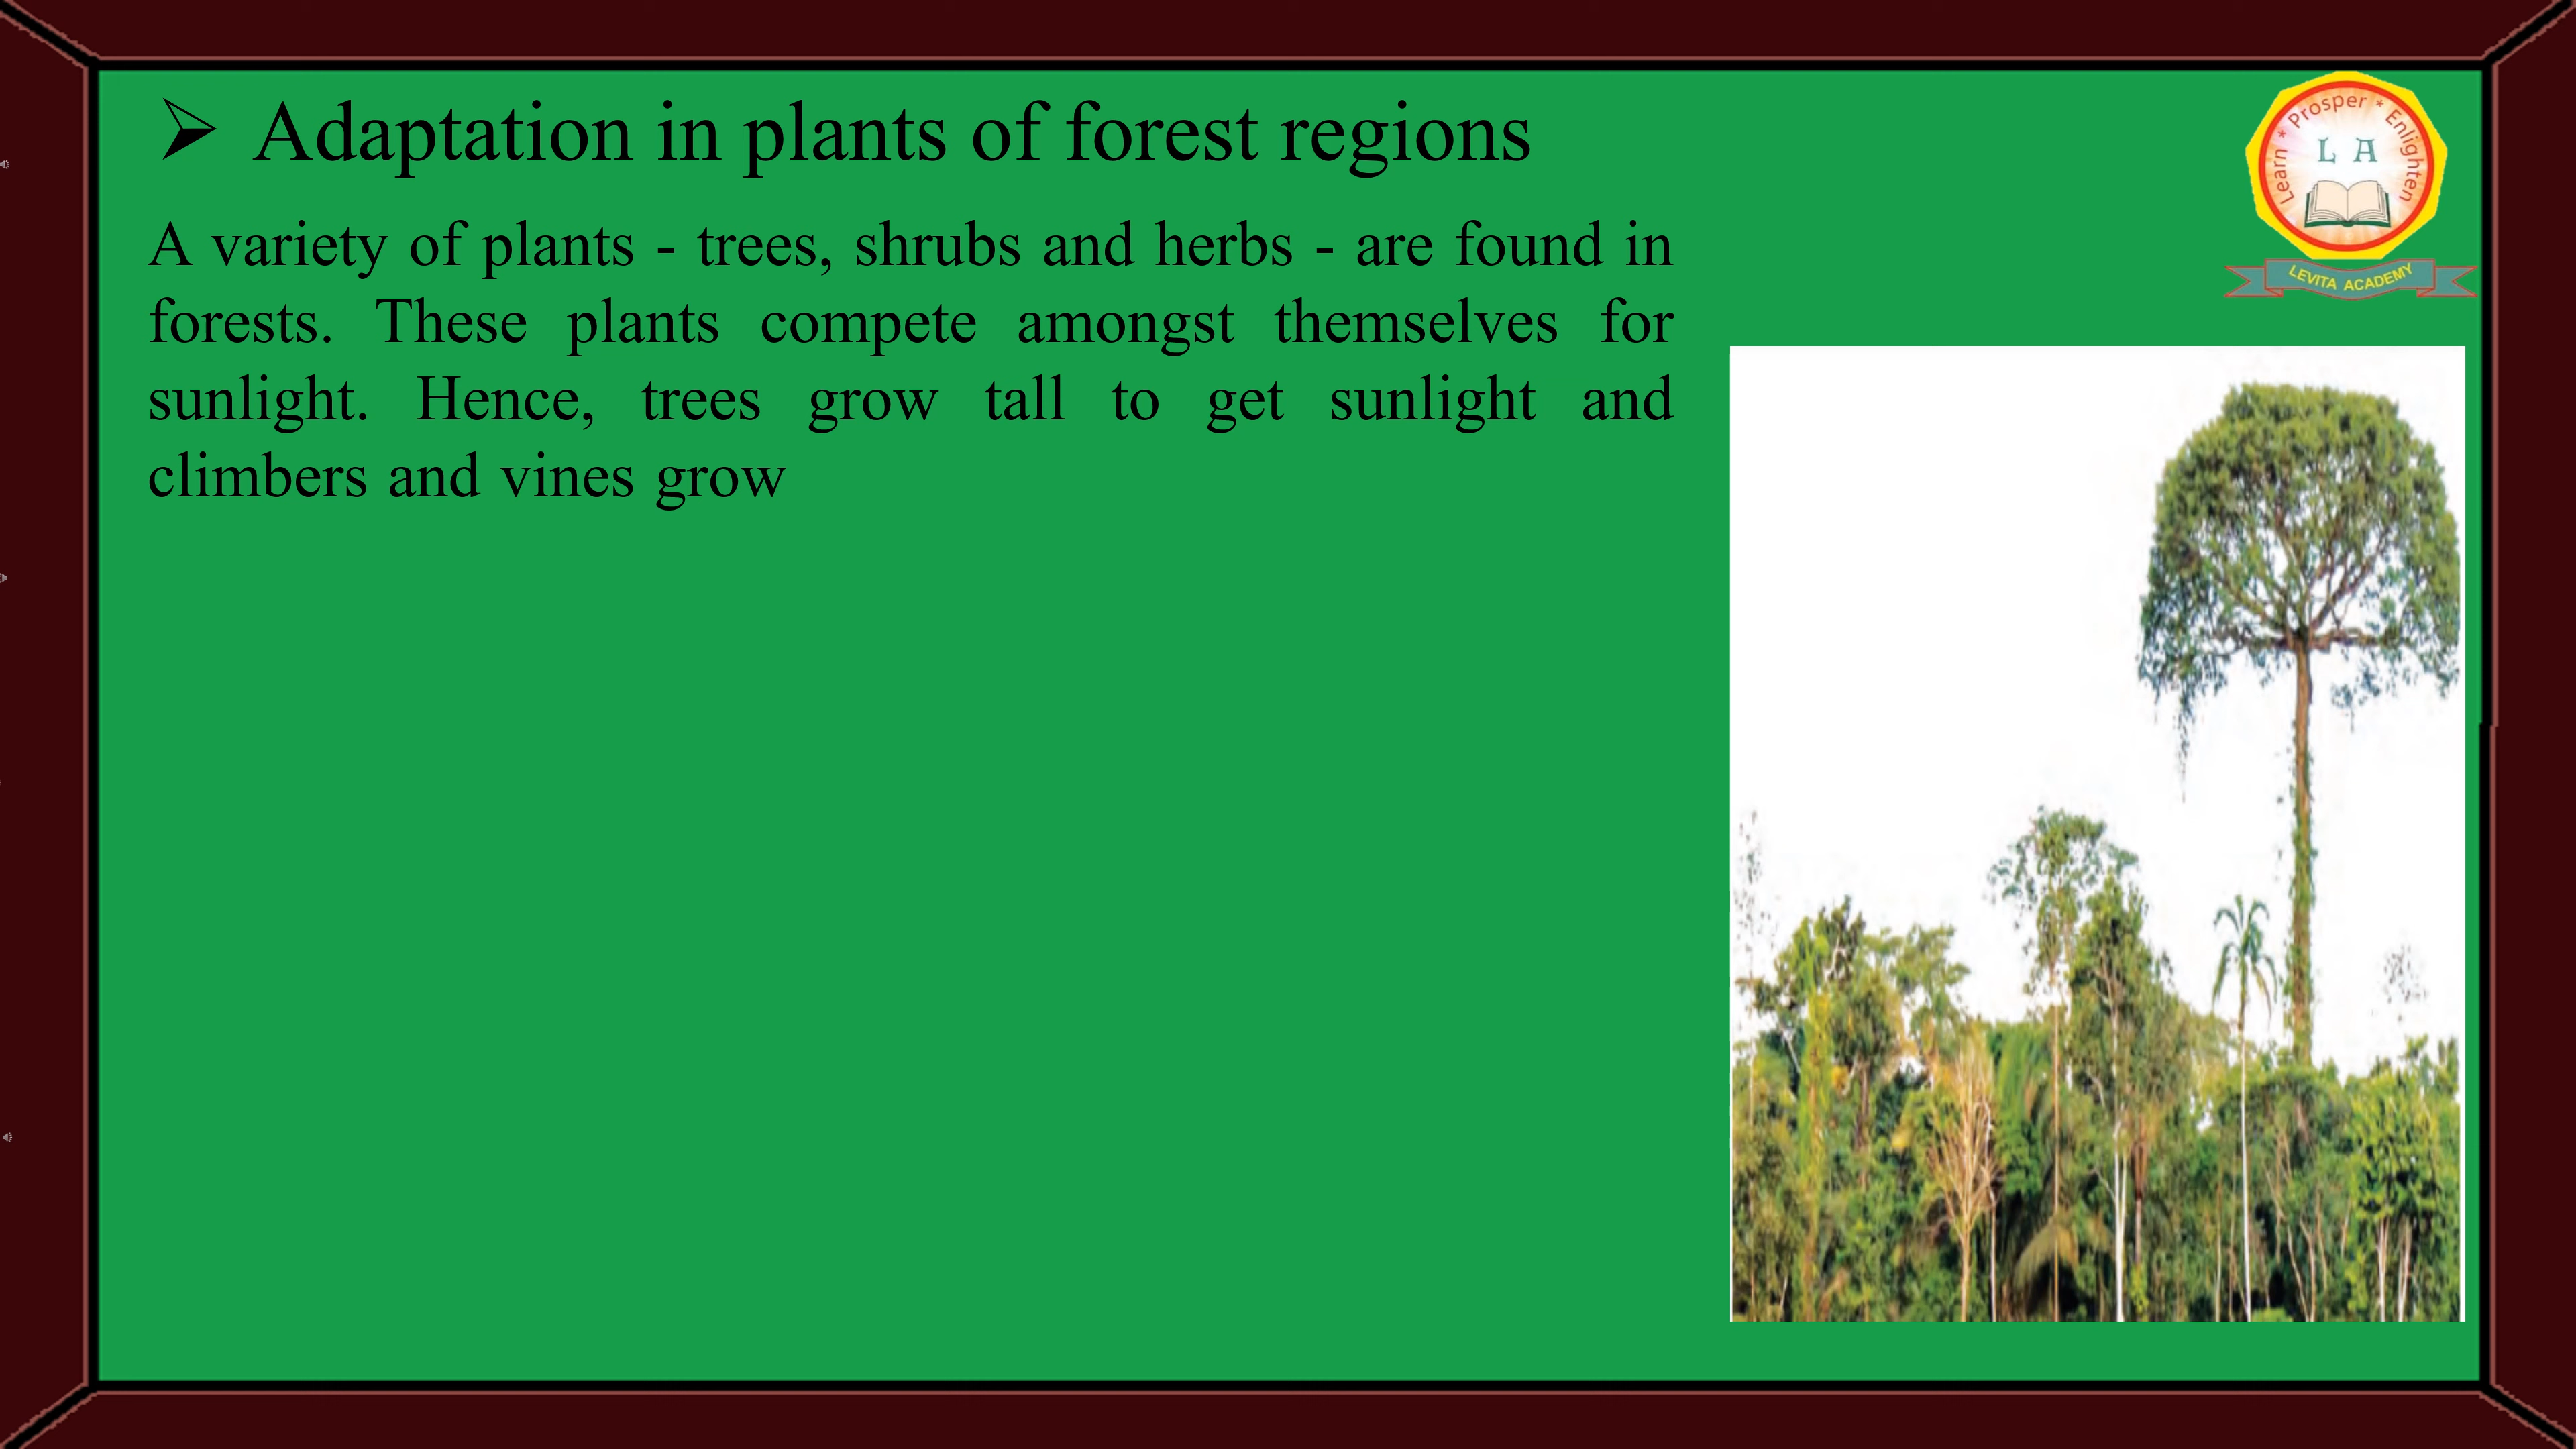 ➢ Adaptation in plants of forest regions
Learn * Prosper * Enlighten
L A
LEVITA ACADEMY
A variety of plants - trees, shrubs and herbs - are found in
forests. These plants compete amongst themselves for
sunlight. Hence, trees grow tall to get sunlight and
climbers and vines grow